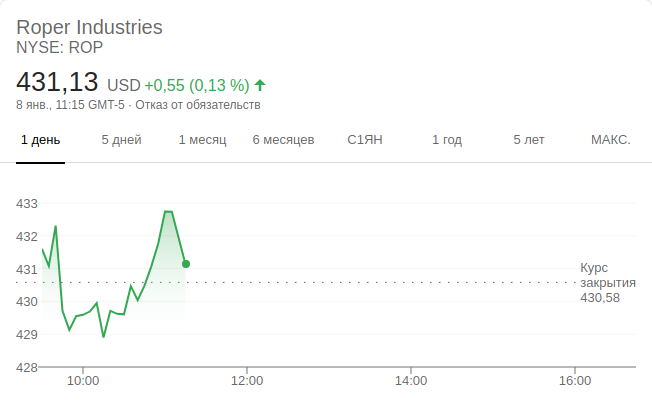 Roper Industries
NYSE: ROP
431,13 USD +0,55 (0,13 %)
8 янв., 11:15 GMT-5 · Отказ от обязательств
1 день 5 дней 1 месяц 6 месяцев С1ЯН 1 год 5 лет МАКС.
433
432
431
430
429
428
Курс
закрытия
430,58
10:00 12:00 14:00 16:00